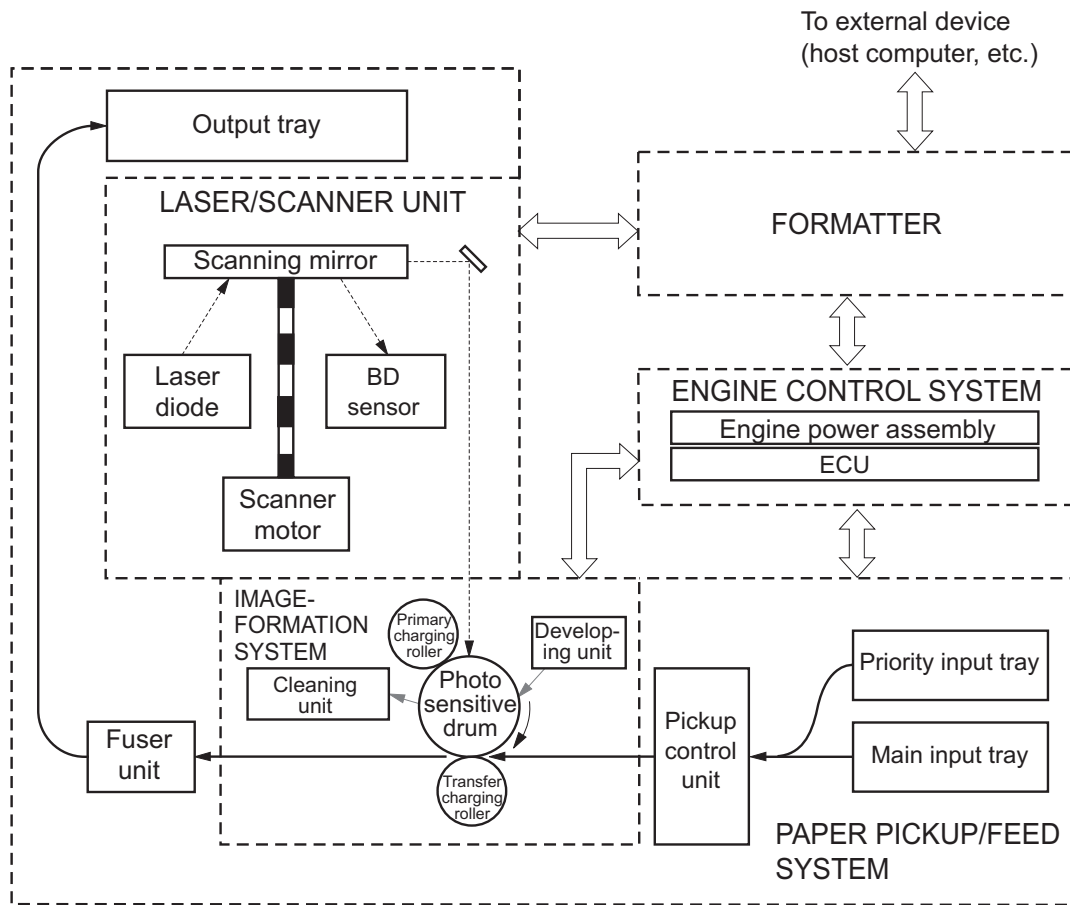 To external device
(host computer, etc.)
Output tray
LASER/SCANNER UNIT
FORMATTER
Scanning mirror
Laser
diode
BD
sensor
ENGINE CONTROL SYSTEM
Engine power assembly
ECU
Scanner
motor
IMAGE-
FORMATION
SYSTEM
Primary
charging
roller
Develop-
ing unit
Cleaning
unit
Photo
sensitive
drum
Priority input tray
Pickup
control
unit
Main input tray
Fuser
unit
Transfer
charging
roller
PAPER PICKUP/FEED
SYSTEM